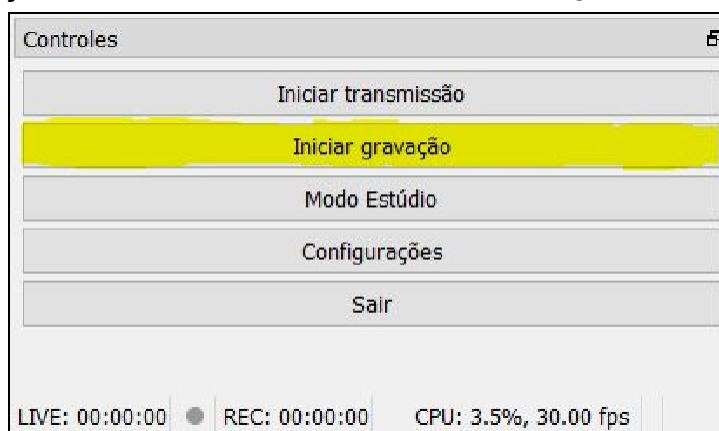 Controles
Iniciar transmissão
Iniciar gravação
Modo Estúdio
Configurações
Sair
LIVE: 00:00:00 REC: 00:00:00 CPU: 3.5%, 30.00 fps